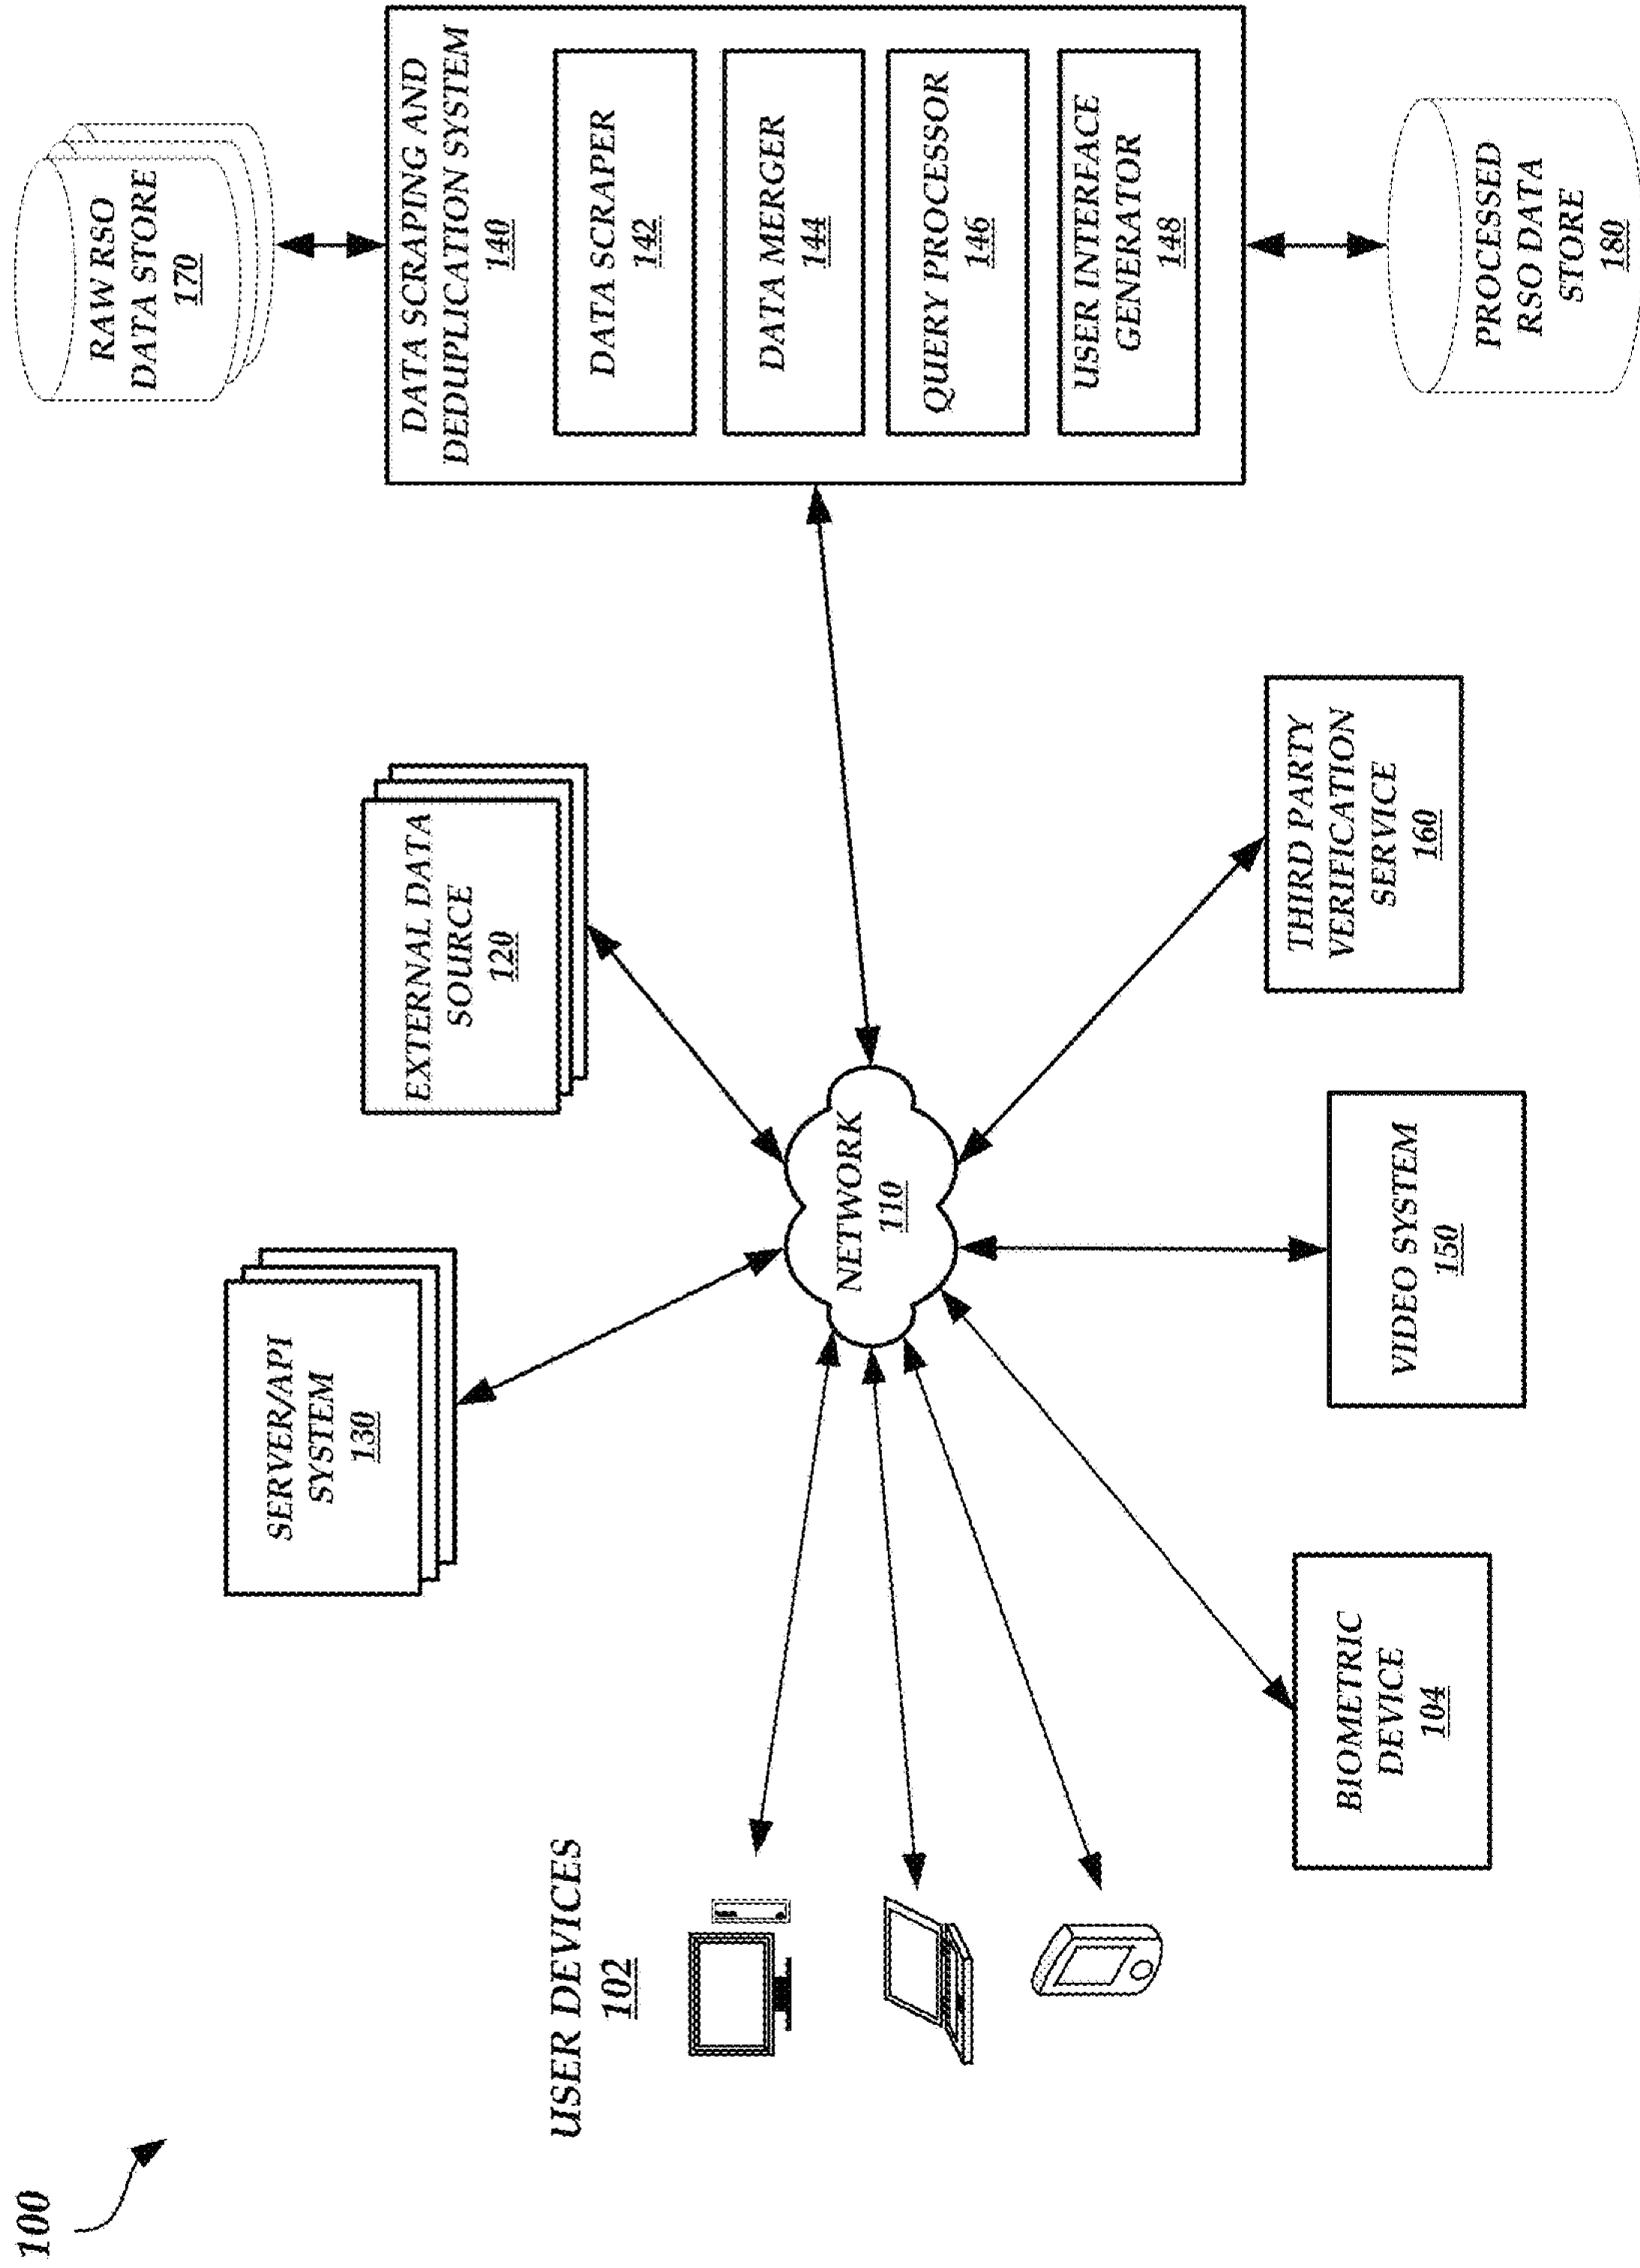 100
USER DEVICES
102
SERVER/API
SYSTEM
130
EXTERNAL DATA
SOURCE
120
NETWORK
110
BIOMETRIC
DEVICE
104
VIDEO SYSTEM
150
THIRD PARTY
VERIFICATION
SERVICE
160
RAW RSO
DATA STORE
170
DATA SCRAPING AND
DEDUPLICATION SYSTEM
140
DATA SCRAPER
142
DATA MERGER
144
QUERY PROCESSOR
146
USER INTEREACE
GENERATOR
148
PROCESSED
RSO DATA
STORE
180